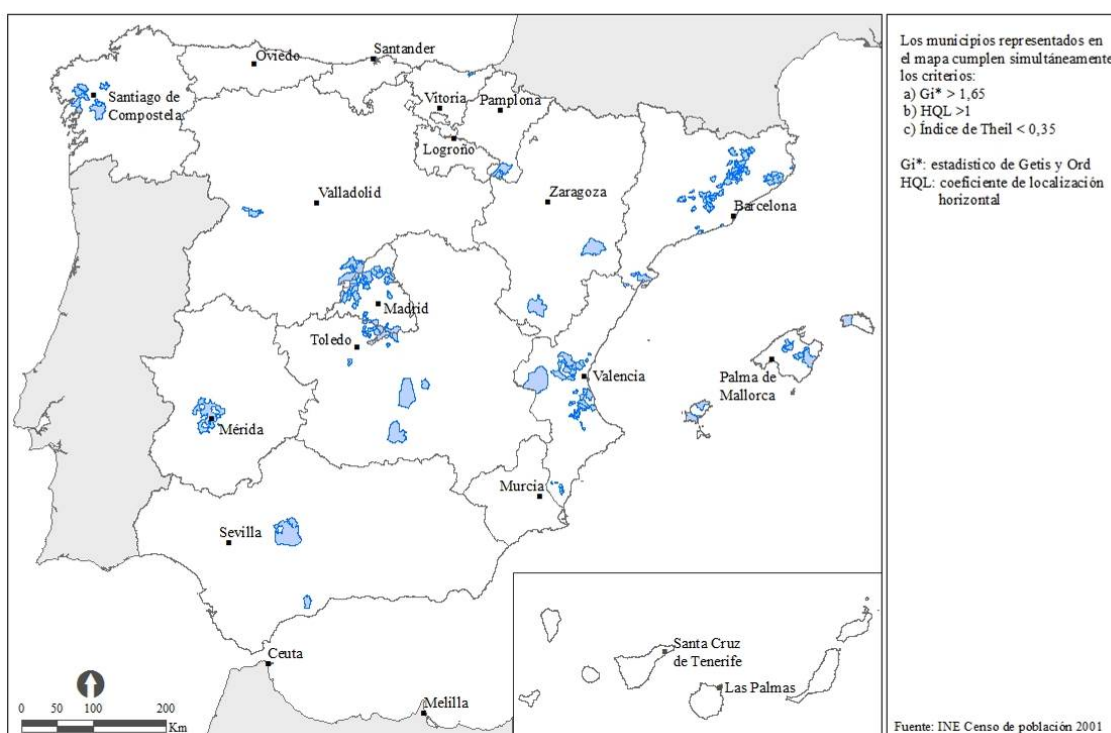 Santander
Oviedo
Santiago de
Compostela
Vitoria
Pamplona
Logroño
Valladolid
Zaragoza
Barcelona
Madrid
Toledo
Valencia
Palma de
Mallorca
Mérida
Murcia
Sevilla
Ceuta
Melilla
Santa Cruz
de Tenerife
Las Palmas
0 50 100 200
Km
Los municipios representados en
el mapa cumplen simultáneamente
los criterios:
a) Gi* > 1,65
b) HQL >1
c) Índice de Theil < 0,35
Gi*: estadistico de Getis y Ord
HQL: coeficiente de localización
horizontal
Fuente: INE Censo de población 2001